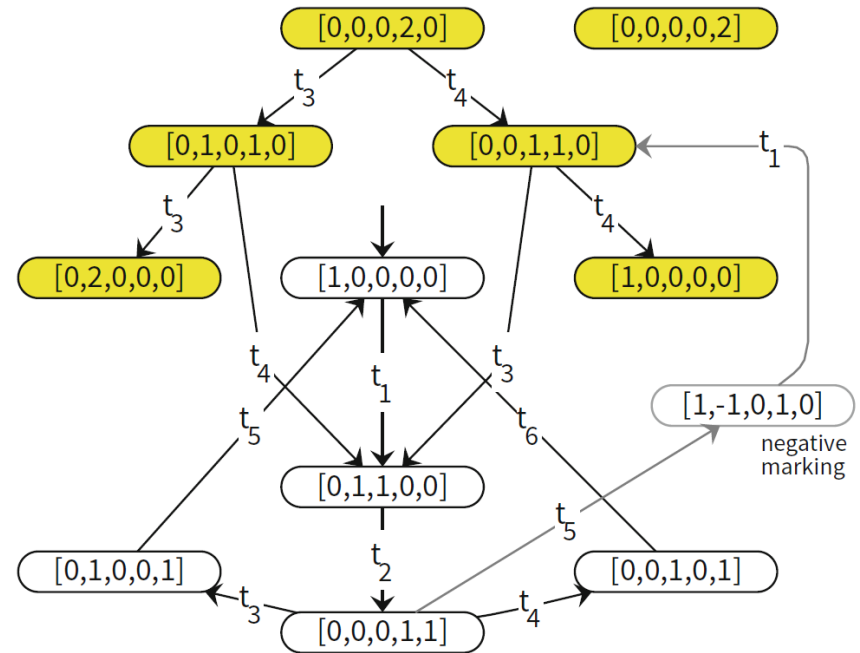 [0,0,0,2,0]
[0,0,0,0,2]
t3
t4
[0,1,0,1,0]
[0,0,1,1,0]
t1
t3
t4
[0,2,0,0,0]
[1,0,0,0,0]
[1,0,0,0,0]
t4
t1
t3
[1,-1,0,1,0]
t5
t6
negative
marking
[0,1,1,0,0]
t5
t2
[0,1,0,0,1]
[0,0,1,0,1]
t3
t4
[0,0,0,1,1]